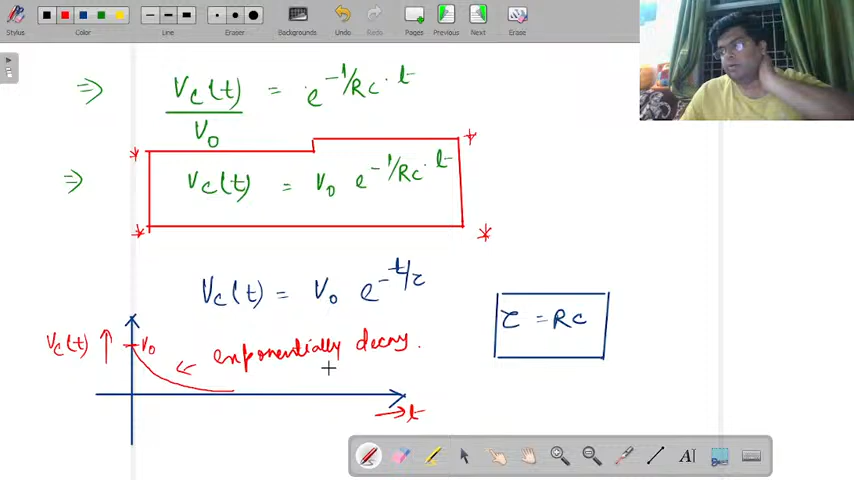 Stylus
Color
Eraser
Backgrounds
Undo
Redo
Pages
Previous
Next
Erase
⇒ Vc(t)/V0 = e^-1/RC · t
⇒ Vc(t) = V0 e^-1/RC · t
Vc(t) = V0 e^-t/τ
τ = RC
Vc(t) ↑ V0
exponentially decay.
→ t
AI